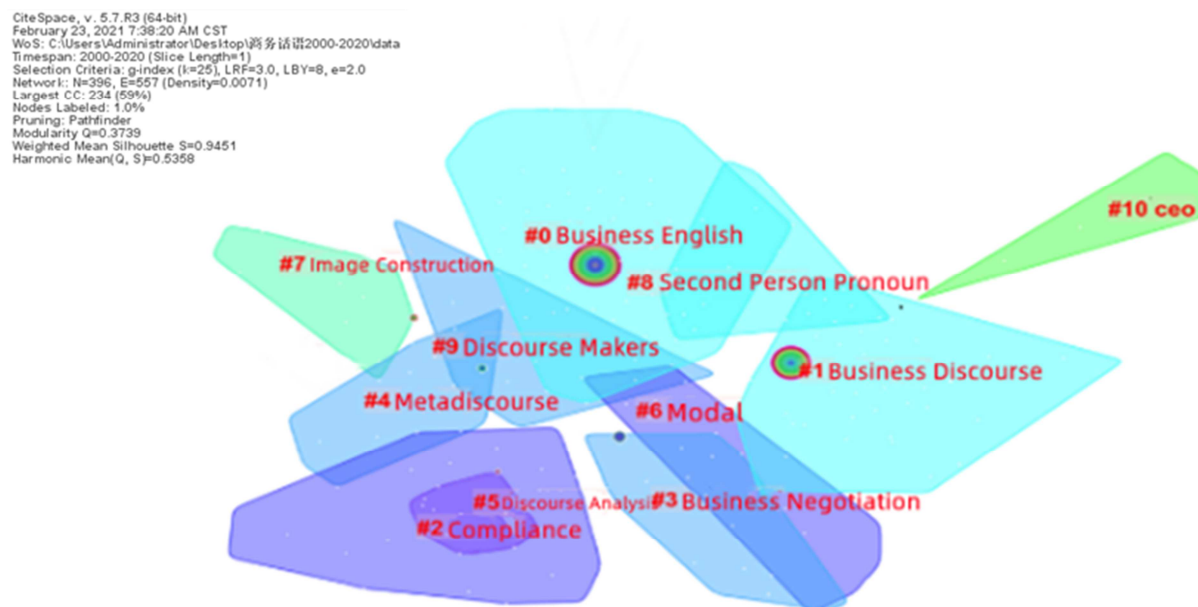 CiteSpace, v. 5.7.R3 (64-bit)
February 23, 2021 7:38:20 AM CST
WoS: C:\Users\Administrator\Desktop\商务话语2000-2020\data
Timespan: 2000-2020 (Slice Length=1)
Selection Criteria: g-index (k=25), LRF=3.0, LBY=8, e=2.0
Network: N=396, E=557 (Density=0.0071)
Largest CC: 234 (59%)
Nodes Labeled: 1.0%
Pruning: Pathfinder
Modularity Q=0.3739
Weighted Mean Silhouette S=0.9451
Harmonic Mean(Q, S)=0.5358
#10 ceo
#0 Business English
#7 Image Construction
#8 Second Person Pronoun
#9 Discourse Makers
#1 Business Discourse
#4 Metadiscourse
#6 Modal
#5 Discourse Analysis
#3 Business Negotiation
#2 Compliance